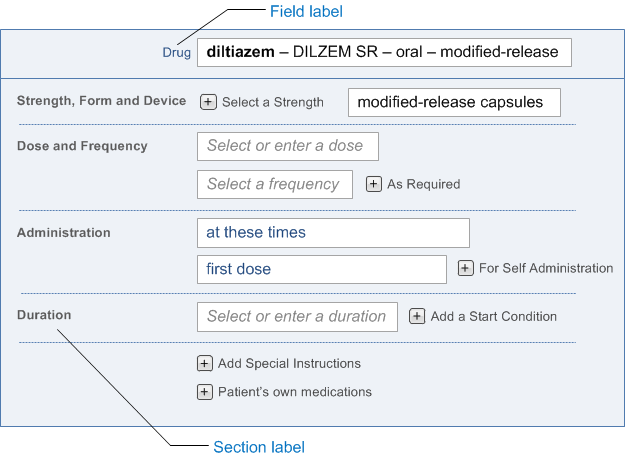 Field label
Drug diltiazem – DILZEM SR – oral – modified-release
Strength, Form and Device + Select a Strength modified-release capsules
Dose and Frequency Select or enter a dose
Select a frequency + As Required
Administration at these times
first dose + For Self Administration
Duration Select or enter a duration + Add a Start Condition
+ Add Special Instructions
+ Patient’s own medications
Section label